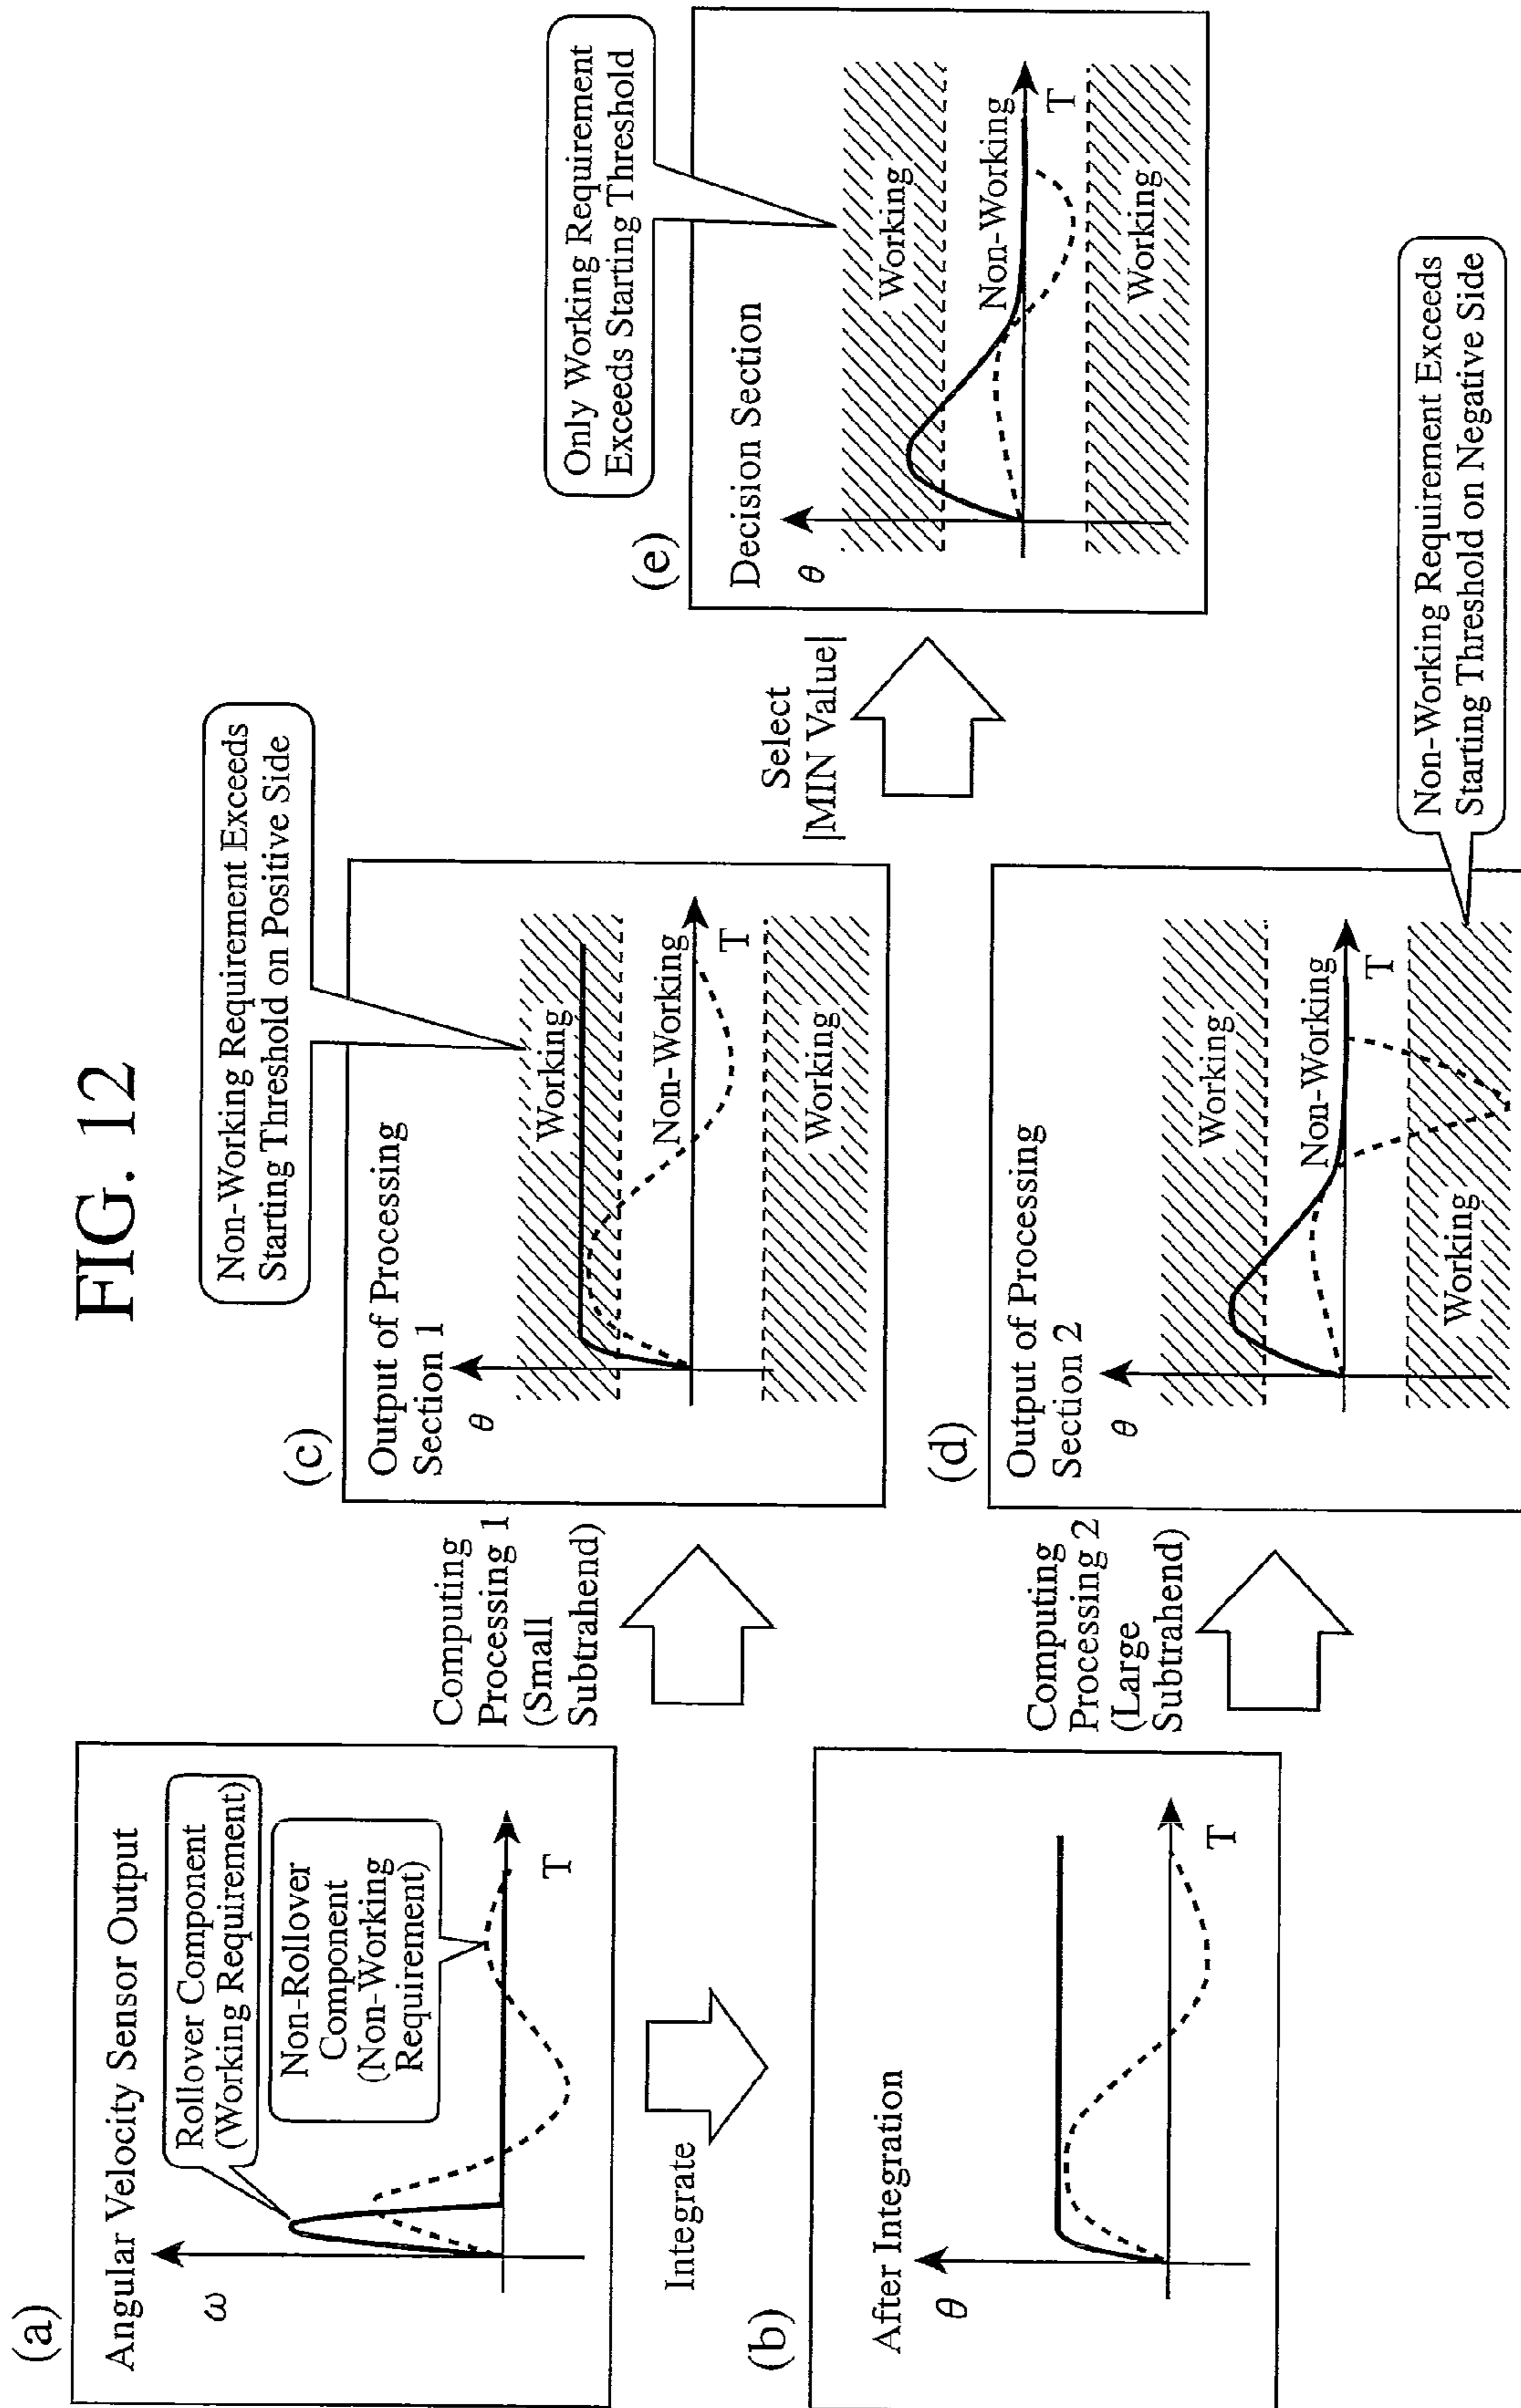 FIG. 12
(a)
Angular Velocity Sensor Output
ω
Rollover Component
(Working Requirement)
Non-Rollover
Component
(Non-Working
Requirement)
T
Integrate
(b)
After Integration
θ
T
Computing
Processing 1
(Small
Subtrahend)
Computing
Processing 2
(Large
Subtrahend)
Non-Working Requirement Exceeds
Starting Threshold on Positive Side
(c)
Output of Processing
Section 1
θ
Working
Non-Working
T
Working
(d)
Output of Processing
Section 2
θ
Working
Non-Working
T
Working
Non-Working Requirement Exceeds
Starting Threshold on Negative Side
Select
|MIN Value|
Only Working Requirement
Exceeds Starting Threshold
(e)
Decision Section
θ
Working
Non-Working
T
Working